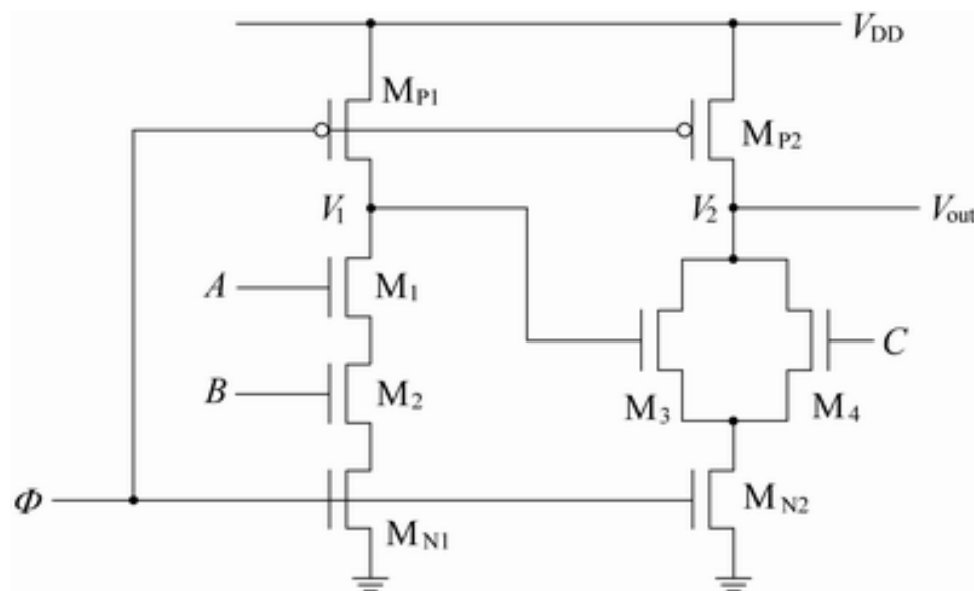 V_DD
M_P1
M_P2
V_1
V_2
V_out
A
M_1
C
B
M_2
M_3
M_4
Φ
M_N1
M_N2